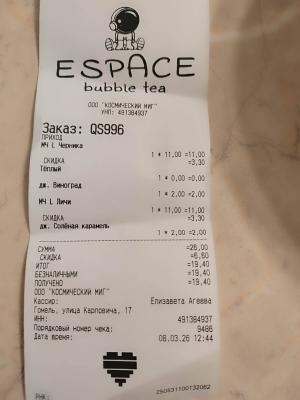 ESPACE
bubble tea
ООО "КОСМИЧЕСКИЙ МИГ"
УНП: 491384937
Заказ: QS996
ПРИХОД
МЧ L Черника
1 * 11,00 =11,00
СКИДКА =3,30
Тёплый
1 * 0,00 =0,00
дж. Виноград
1 * 2,00 =2,00
МЧ L Личи
1 * 11,00 =11,00
СКИДКА =3,30
дж. Солёная карамель
1 * 2,00 =2,00
СУММА =26,00
СКИДКА =6,60
ИТОГ =19,40
БЕЗНАЛИЧНЫМИ =19,40
ПОЛУЧЕНО =19,40
ООО "КОСМИЧЕСКИЙ МИГ"
Кассир: Елизавета Агеева
Гомель, улица Карповича, 17
ИНН: 491384937
Порядковый номер чека: 9486
Дата время: 08.03.26 12:44